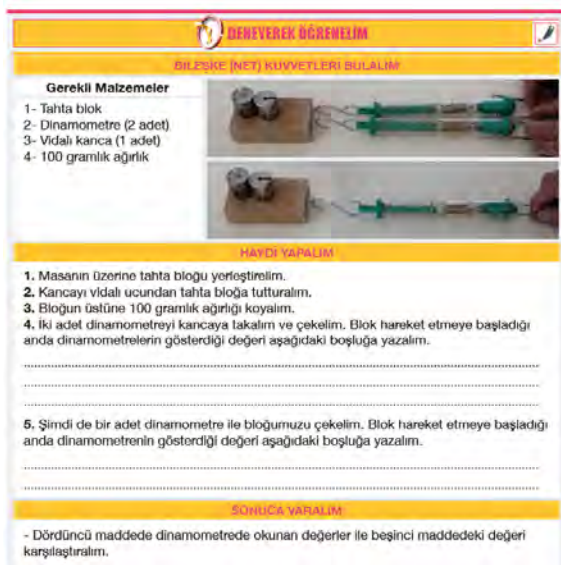 DENEYEREK ÖĞRENELİM
BİLEŞKE (NET) KUVVETLERİ BULALIM
Gerekli Malzemeler
1- Tahta blok
2- Dinamometre (2 adet)
3- Vidalı kanca (1 adet)
4- 100 gramlık ağırlık
HAYDİ YAPALIM
1. Masanın üzerine tahta bloğu yerleştirelim.
2. Kancayı vidalı ucundan tahta bloğa tutturalım.
3. Bloğun üstüne 100 gramlık ağırlığı koyalım.
4. İki adet dinamometreyi kancaya takalım ve çekelim. Blok hareket etmeye başladığı
anda dinamometrelerin gösterdiği değeri aşağıdaki boşluğa yazalım.
5. Şimdi de bir adet dinamometre ile bloğumuzu çekelim. Blok hareket etmeye başladığı
anda dinamometrenin gösterdiği değeri aşağıdaki boşluğa yazalım.
SONUCA VARALIM
- Dördüncü maddede dinamometrede okunan değerler ile beşinci maddedeki değeri
karşılaştıralım.